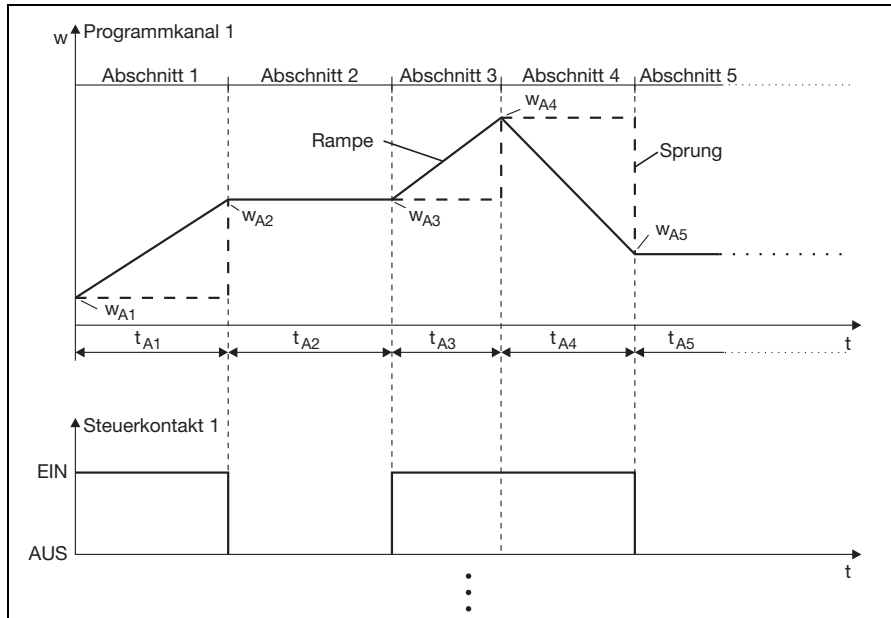 w Programmkanal 1
Abschnitt 1 Abschnitt 2 Abschnitt 3 Abschnitt 4 Abschnitt 5
wA4
Rampe
Sprung
wA2 wA3
wA5
wA1
t
tA1 tA2 tA3 tA4 tA5
Steuerkontakt 1
EIN
AUS
t